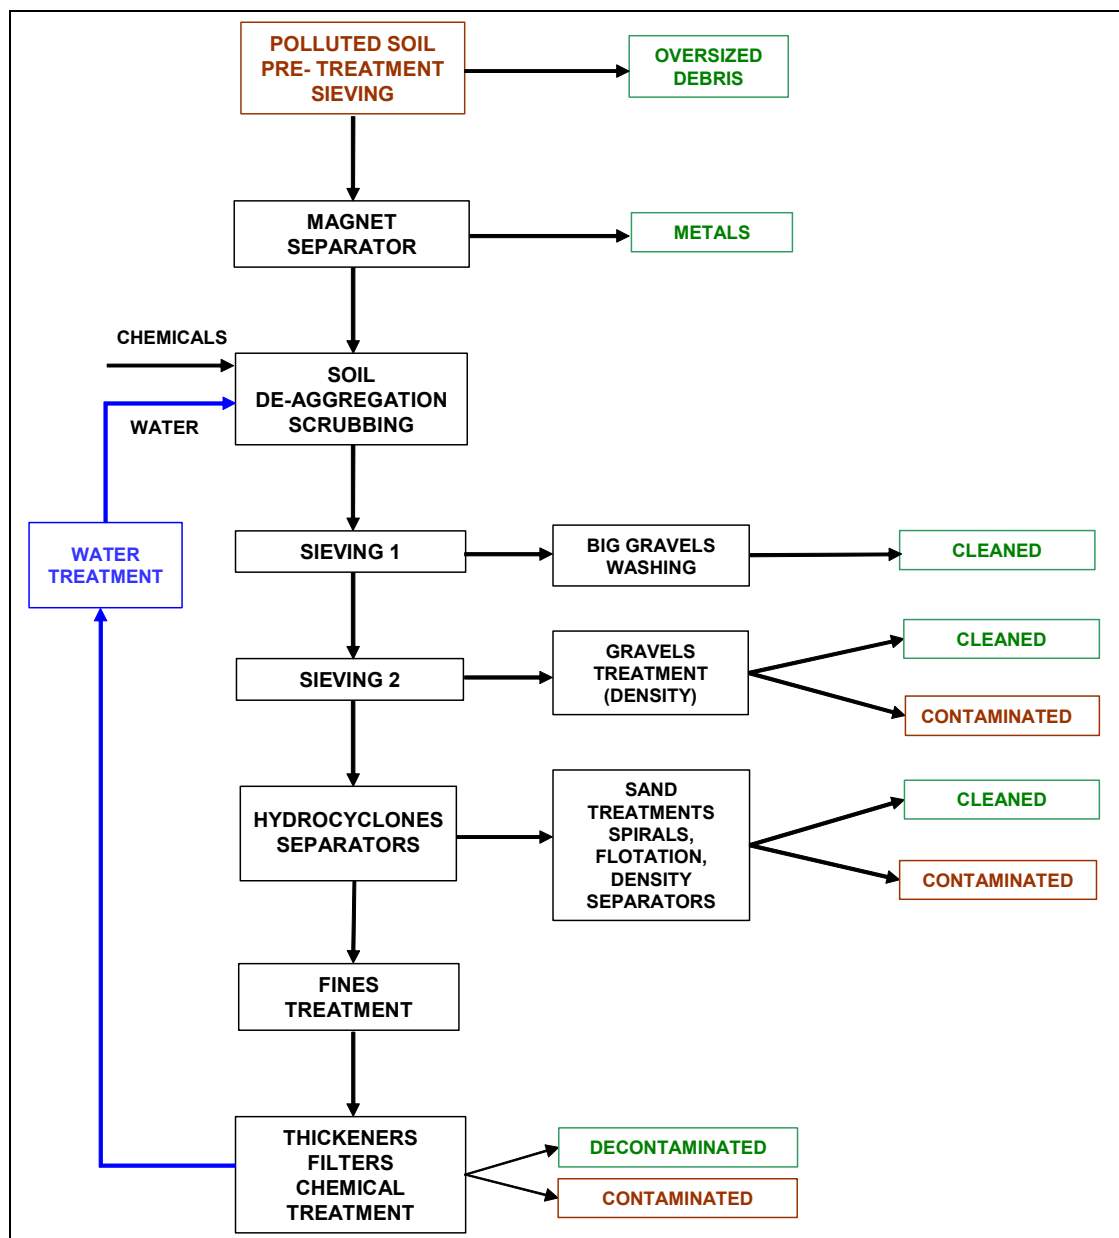 POLLUTED SOIL
PRE- TREATMENT
SIEVING
OVERSIZED
DEBRIS
MAGNET
SEPARATOR
METALS
CHEMICALS
WATER
SOIL
DE-AGGREGATION
SCRUBBING
WATER
TREATMENT
SIEVING 1
BIG GRAVELS
WASHING
CLEANED
SIEVING 2
GRAVELS
TREATMENT
(DENSITY)
CLEANED
CONTAMINATED
HYDROCYCLONES
SEPARATORS
SAND
TREATMENTS
SPIRALS,
FLOTATION,
DENSITY
SEPARATORS
CLEANED
CONTAMINATED
FINES
TREATMENT
THICKENERS
FILTERS
CHEMICAL
TREATMENT
DECONTAMINATED
CONTAMINATED